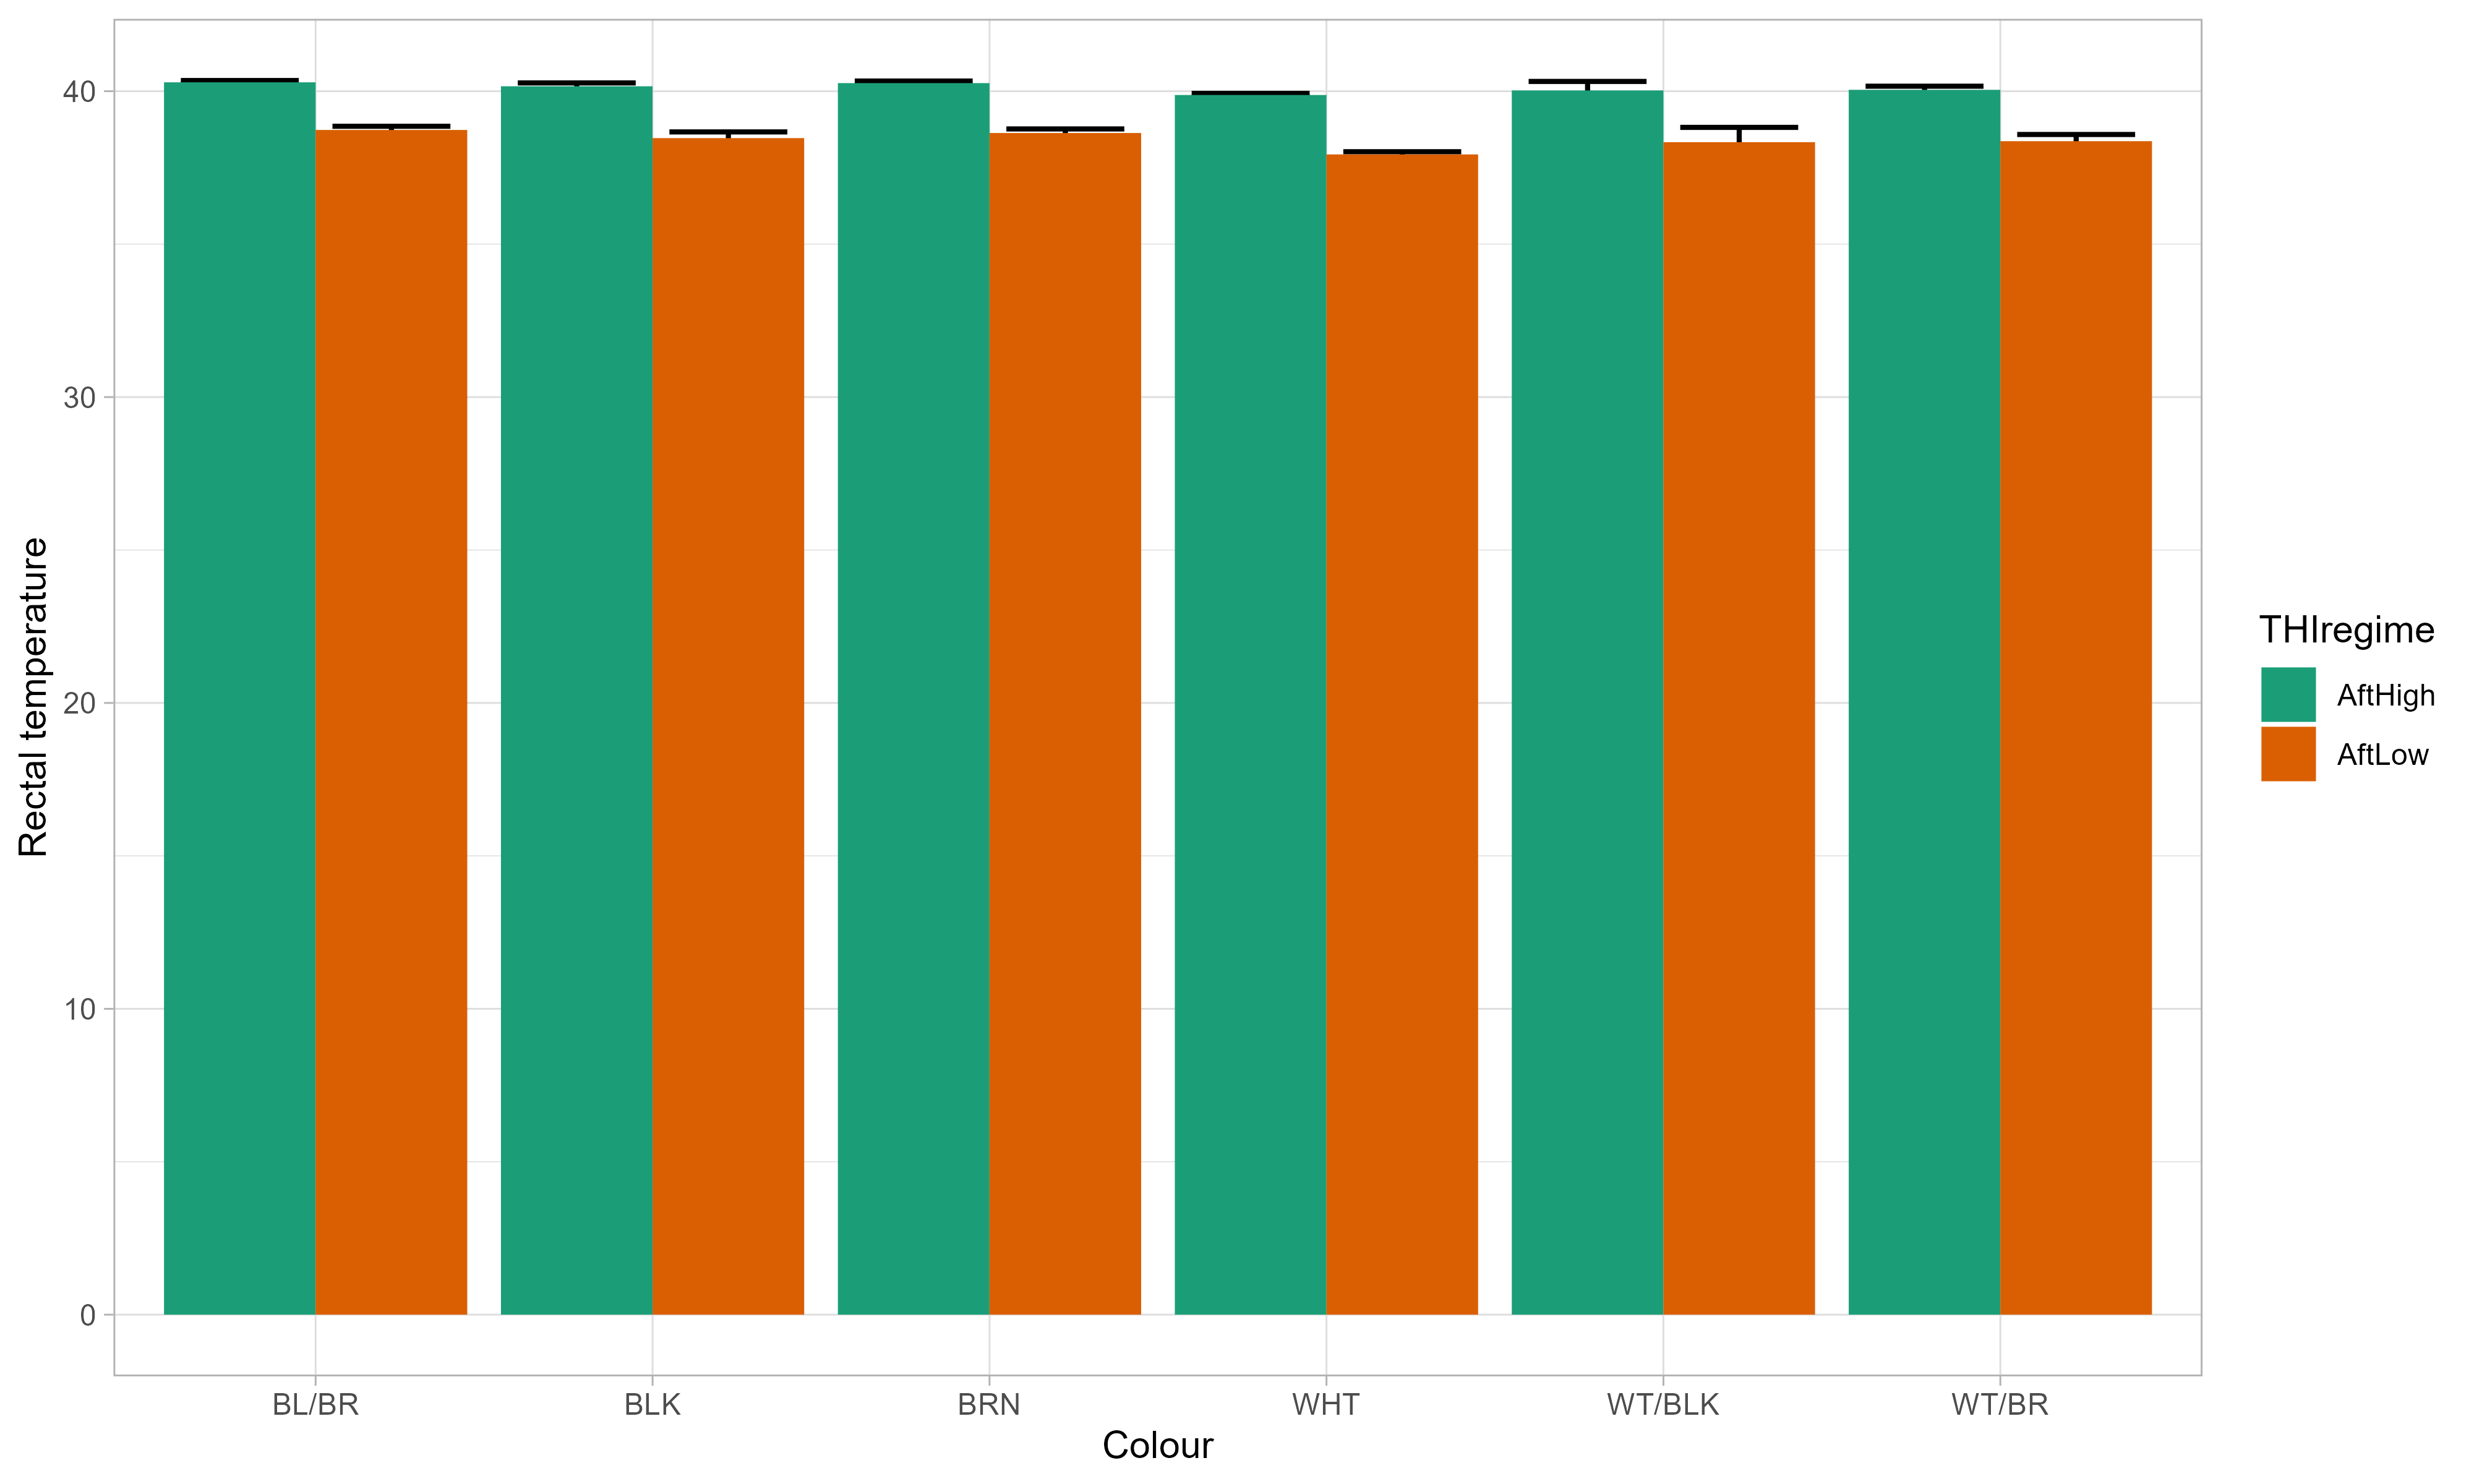 40
30
20
10
0
Rectal temperature
BL/BR BLK BRN WHT WT/BLK WT/BR
Colour
THIregime
AftHigh
AftLow